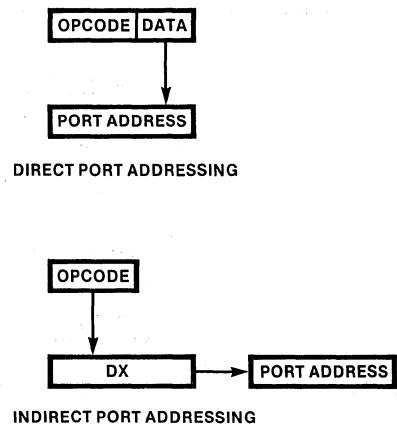 OPCODE DATA
PORT ADDRESS
DIRECT PORT ADDRESSING
OPCODE
DX PORT ADDRESS
INDIRECT PORT ADDRESSING